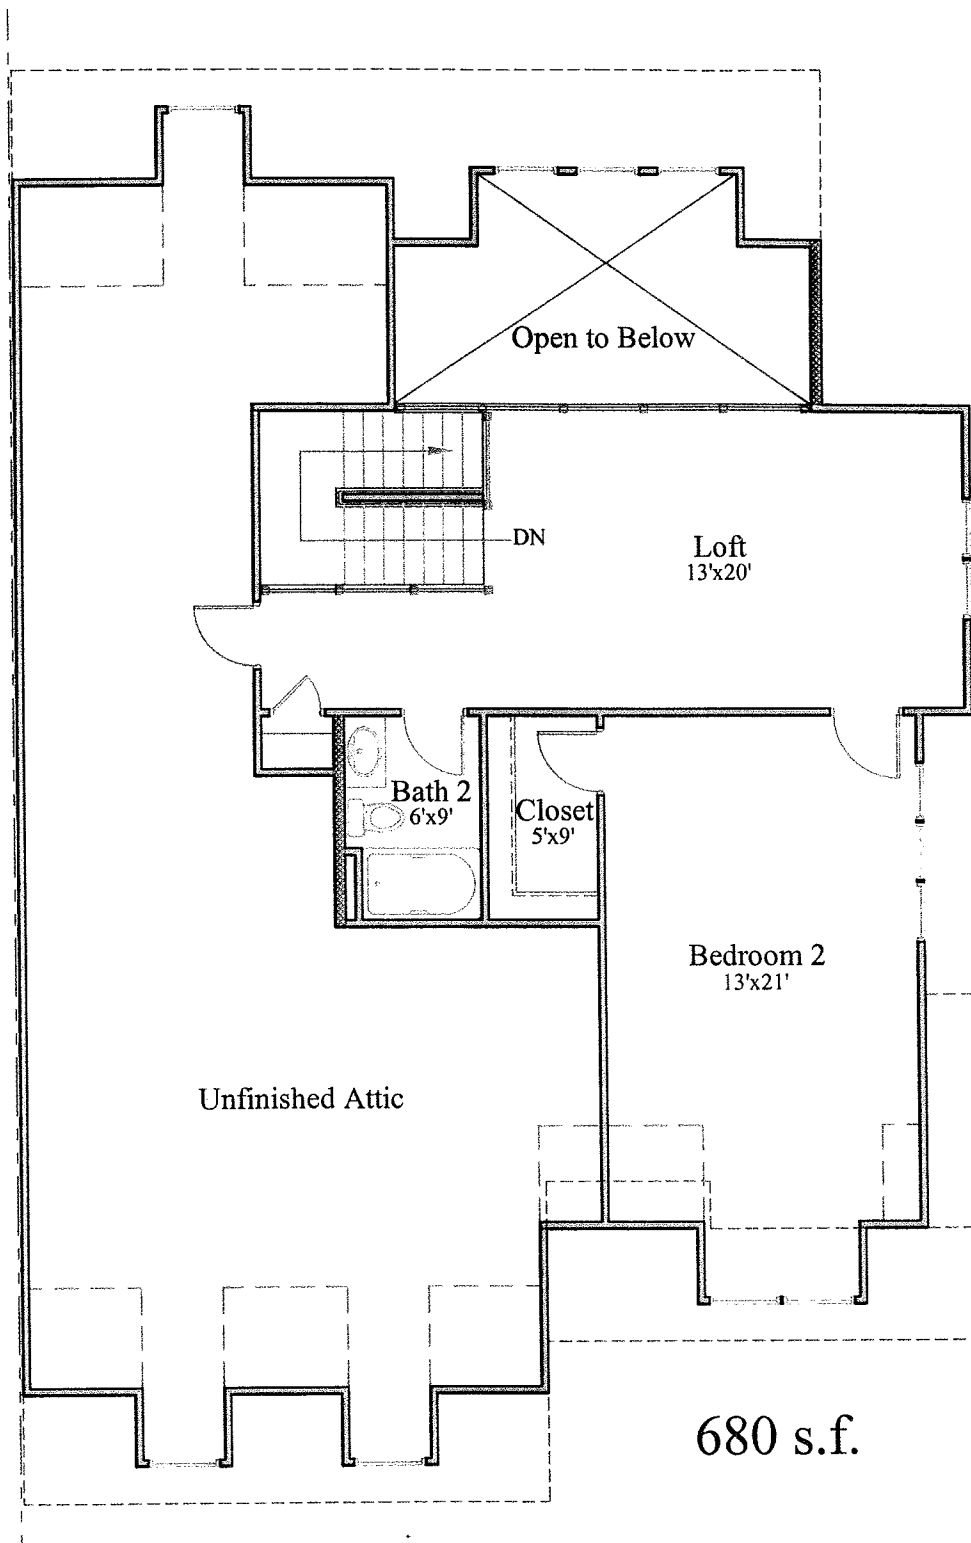 Open to Below
DN
Loft
13'x20'
Bath 2
6'x9'
Closet
5'x9'
Bedroom 2
13'x21'
Unfinished Attic
680 s.f.